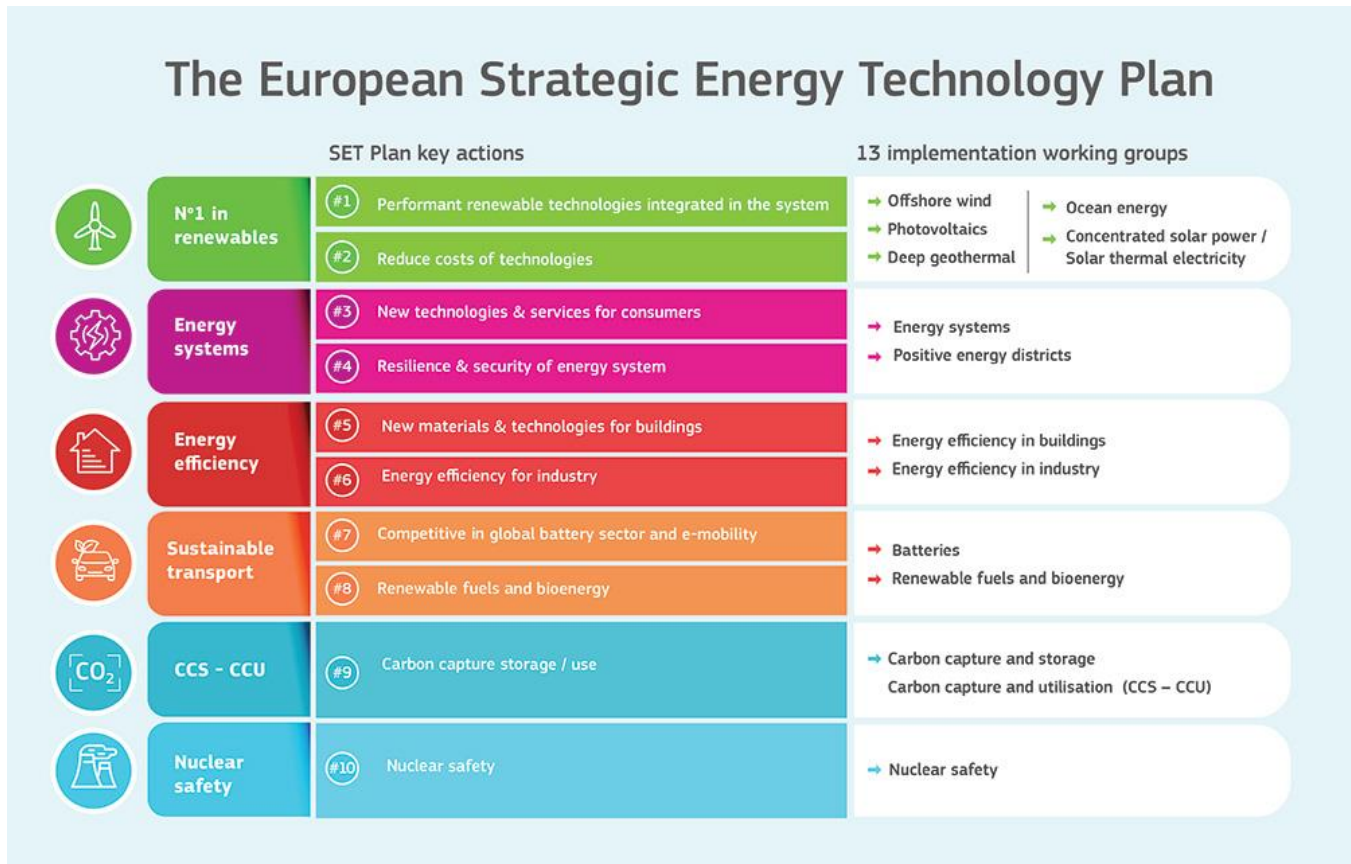 The European Strategic Energy Technology Plan
SET Plan key actions
13 implementation working groups
Nº1 in
renewables
#1 Performant renewable technologies integrated in the system
#2 Reduce costs of technologies
→ Offshore wind
→ Photovoltaics
→ Deep geothermal
→ Ocean energy
→ Concentrated solar power /
Solar thermal electricity
Energy
systems
#3 New technologies & services for consumers
#4 Resilience & security of energy system
→ Energy systems
→ Positive energy districts
Energy
efficiency
#5 New materials & technologies for buildings
#6 Energy efficiency for industry
→ Energy efficiency in buildings
→ Energy efficiency in industry
Sustainable
transport
#7 Competitive in global battery sector and e-mobility
#8 Renewable fuels and bioenergy
→ Batteries
→ Renewable fuels and bioenergy
CO₂
CCS - CCU
#9 Carbon capture storage / use
→ Carbon capture and storage
Carbon capture and utilisation (CCS – CCU)
Nuclear
safety
#10 Nuclear safety
→ Nuclear safety